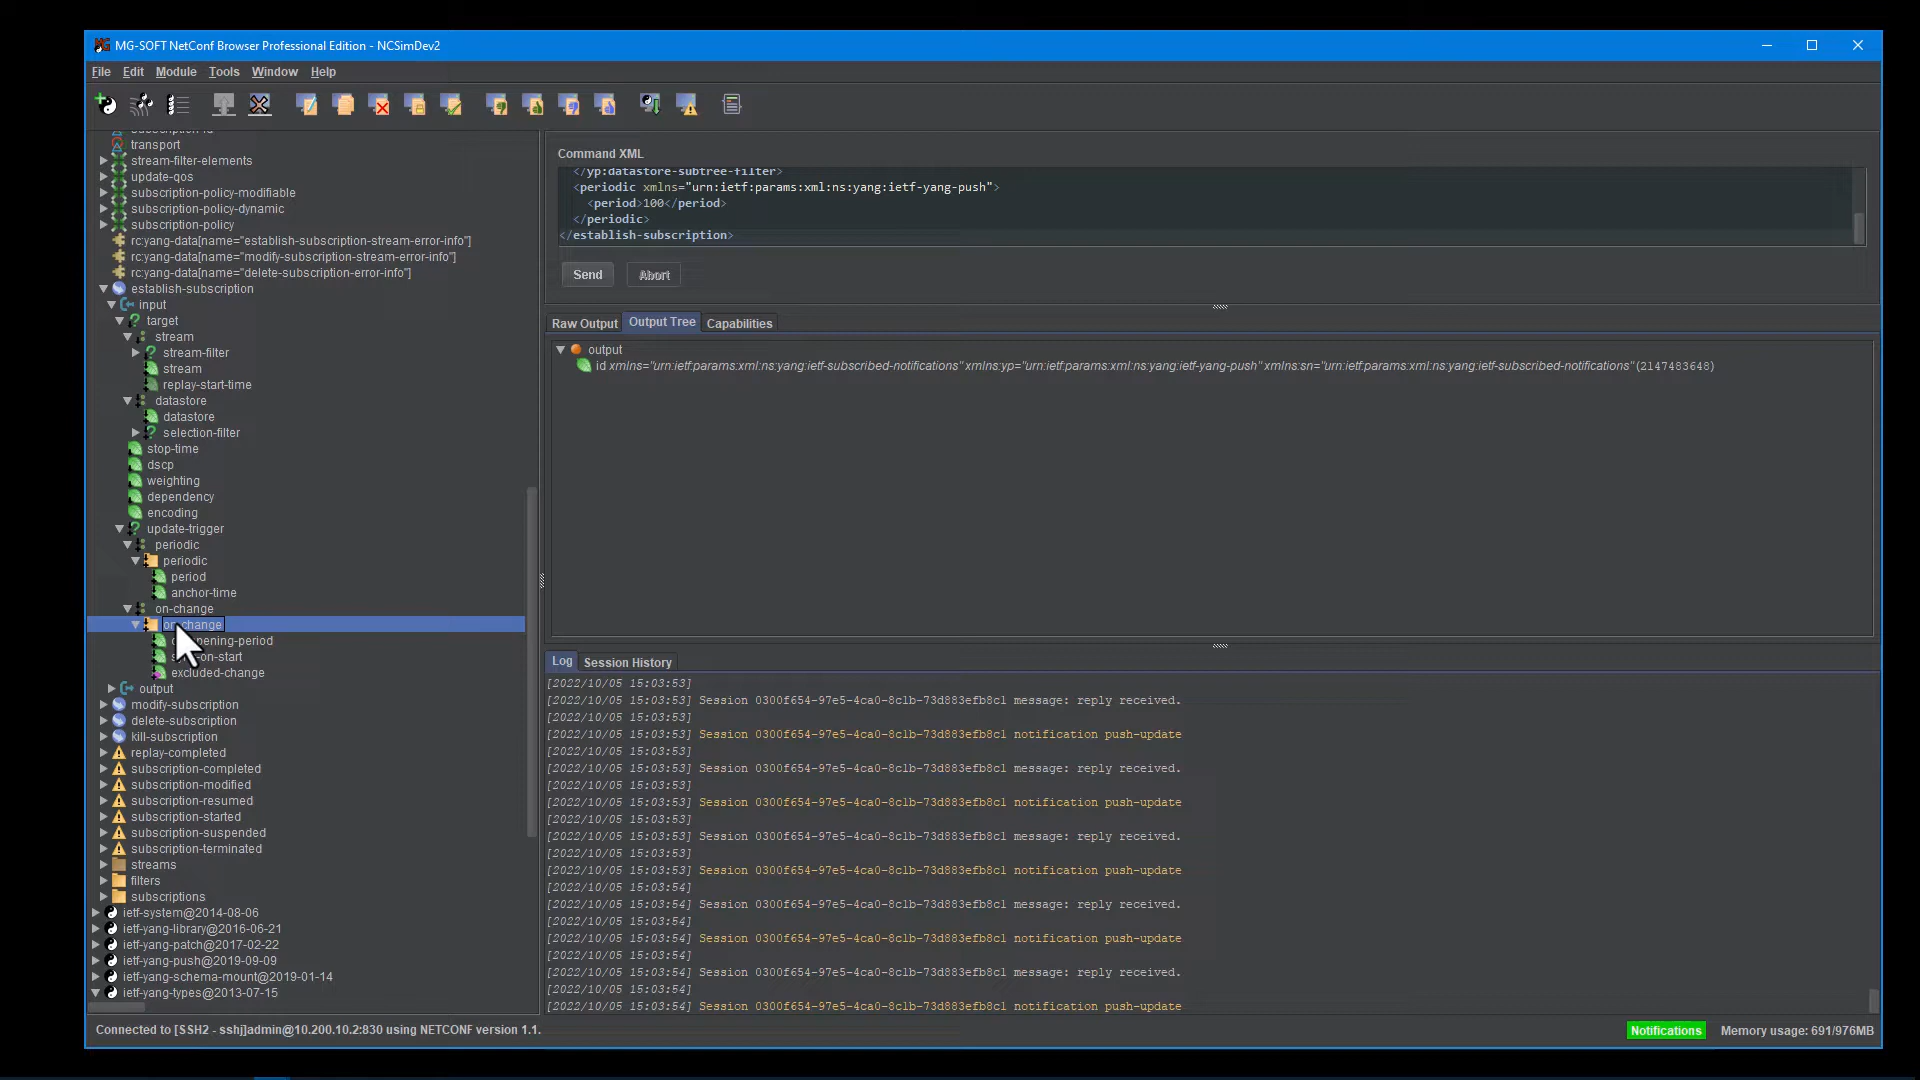 MG-SOFT NetConf Browser Professional Edition - NCSimDev2
File Edit Module Tools Window Help
transport
stream-filter-elements
update-qos
subscription-policy-modifiable
subscription-policy-dynamic
subscription-policy
rc:yang-data[name="establish-subscription-stream-error-info"]
rc:yang-data[name="modify-subscription-stream-error-info"]
rc:yang-data[name="delete-subscription-error-info"]
establish-subscription
input
target
stream
stream-filter
stream
replay-start-time
datastore
datastore
selection-filter
stop-time
dscp
weighting
dependency
encoding
update-trigger
periodic
periodic
period
anchor-time
on-change
on-change
excluded-change
output
modify-subscription
delete-subscription
kill-subscription
replay-completed
subscription-completed
subscription-modified
subscription-resumed
subscription-started
subscription-suspended
subscription-terminated
streams
filters
subscriptions
ietf-system@2014-08-06
ietf-yang-library@2016-06-21
ietf-yang-patch@2017-02-22
ietf-yang-push@2019-09-09
ietf-yang-schema-mount@2019-01-14
ietf-yang-types@2013-07-15
Command XML
</yp:datastore-subtree-filter>
<periodic xmlns="urn:ietf:params:xml:ns:yang:ietf-yang-push">
<period>100</period>
</periodic>
</establish-subscription>
Send Abort
Raw Output Output Tree Capabilities
output
id xmlns="urn:ietf:params:xml:ns:yang:ietf-subscribed-notifications" xmlns:yp="urn:ietf:params:xml:ns:yang:ietf-yang-push" xmlns:sn="urn:ietf:params:xml:ns:yang:ietf-subscribed-notifications" (2147483648)
Log Session History
[2022/10/05 15:03:53]
[2022/10/05 15:03:53] Session 0300f654-97e5-4ca0-8c1b-73d883efb8c1 message: reply received.
[2022/10/05 15:03:53]
[2022/10/05 15:03:53] Session 0300f654-97e5-4ca0-8c1b-73d883efb8c1 notification push-update
[2022/10/05 15:03:53]
[2022/10/05 15:03:53] Session 0300f654-97e5-4ca0-8c1b-73d883efb8c1 message: reply received.
[2022/10/05 15:03:53]
[2022/10/05 15:03:53] Session 0300f654-97e5-4ca0-8c1b-73d883efb8c1 notification push-update
[2022/10/05 15:03:53]
[2022/10/05 15:03:53] Session 0300f654-97e5-4ca0-8c1b-73d883efb8c1 message: reply received.
[2022/10/05 15:03:53]
[2022/10/05 15:03:53] Session 0300f654-97e5-4ca0-8c1b-73d883efb8c1 notification push-update
[2022/10/05 15:03:54]
[2022/10/05 15:03:54] Session 0300f654-97e5-4ca0-8c1b-73d883efb8c1 message: reply received.
[2022/10/05 15:03:54]
[2022/10/05 15:03:54] Session 0300f654-97e5-4ca0-8c1b-73d883efb8c1 notification push-update
[2022/10/05 15:03:54]
[2022/10/05 15:03:54] Session 0300f654-97e5-4ca0-8c1b-73d883efb8c1 message: reply received.
[2022/10/05 15:03:54]
[2022/10/05 15:03:54] Session 0300f654-97e5-4ca0-8c1b-73d883efb8c1 notification push-update
Connected to [SSH2 - sshj]admin@10.200.10.2:830 using NETCONF version 1.1.
Notifications Memory usage: 691/976MB